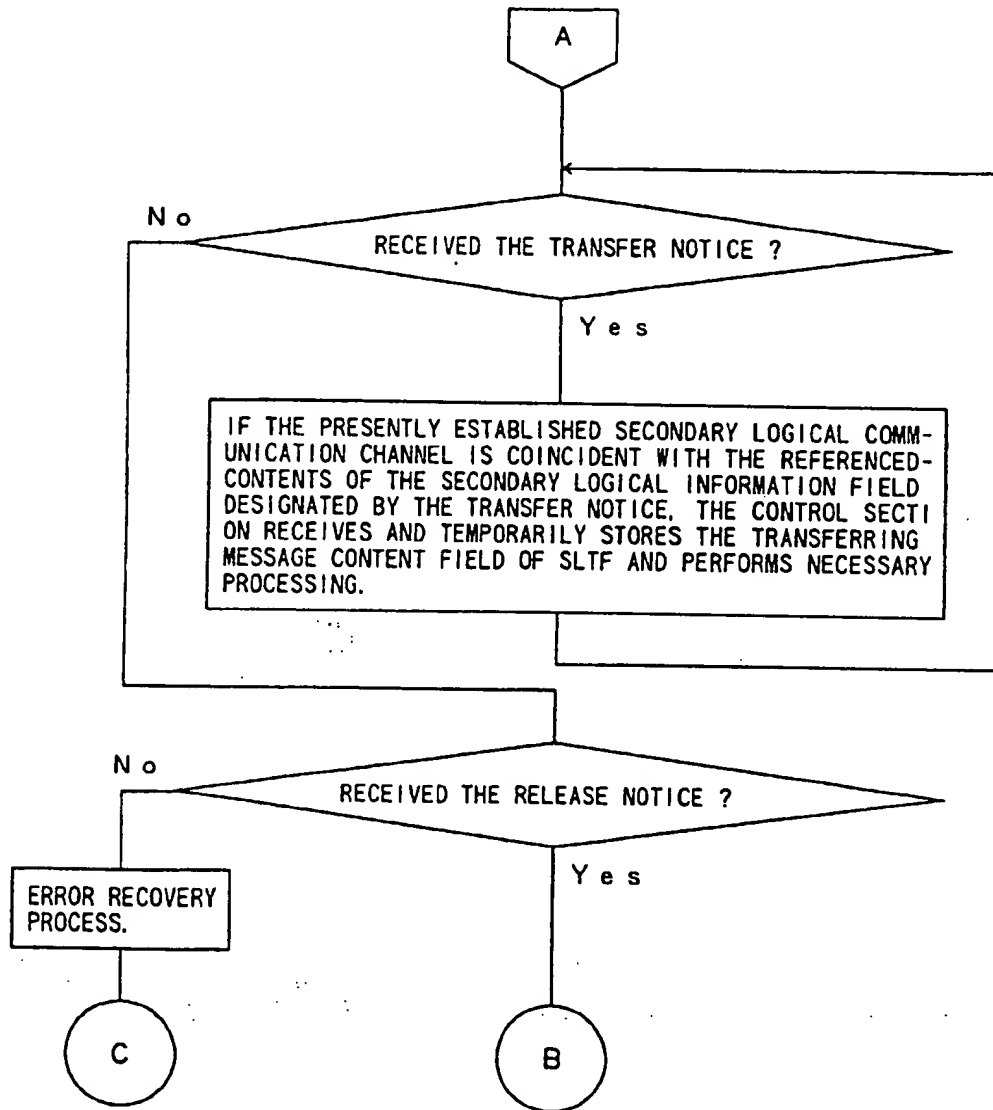 A
No
RECEIVED THE TRANSFER NOTICE ?
Yes
IF THE PRESENTLY ESTABLISHED SECONDARY LOGICAL COMM-
UNICATION CHANNEL IS COINCIDENT WITH THE REFERENCED-
CONTENTS OF THE SECONDARY LOGICAL INFORMATION FIELD
DESIGNATED BY THE TRANSFER NOTICE, THE CONTROL SECTI
ON RECEIVES AND TEMPORARILY STORES THE TRANSFERRING
MESSAGE CONTENT FIELD OF SLTF AND PERFORMS NECESSARY
PROCESSING.
No
RECEIVED THE RELEASE NOTICE ?
Yes
ERROR RECOVERY
PROCESS.
C
B